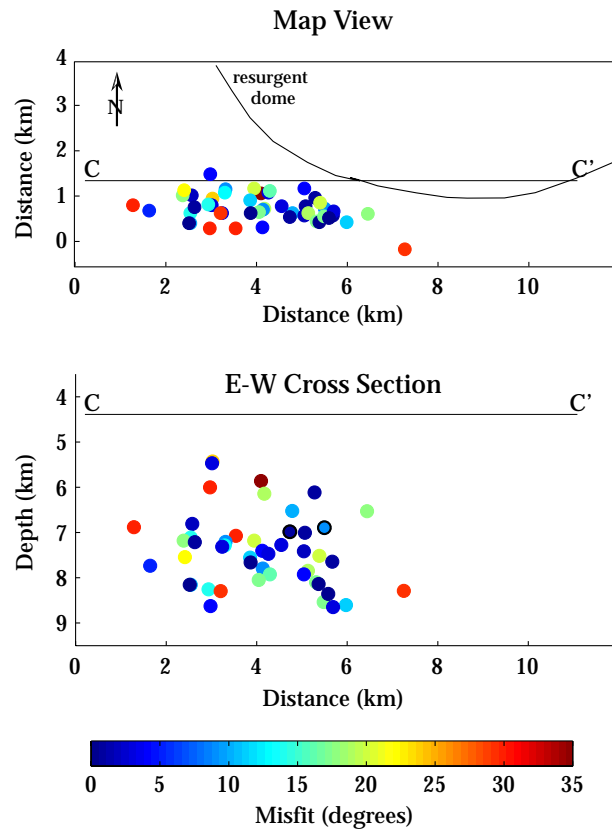 Map View
4
3
2
1
0
Distance (km)
N
resurgent
dome
C
C'
0
2
4
6
8
10
Distance (km)
E-W Cross Section
C
C'
4
5
6
7
8
9
Depth (km)
0
2
4
6
8
10
Distance (km)
0
5
10
15
20
25
30
35
Misfit (degrees)